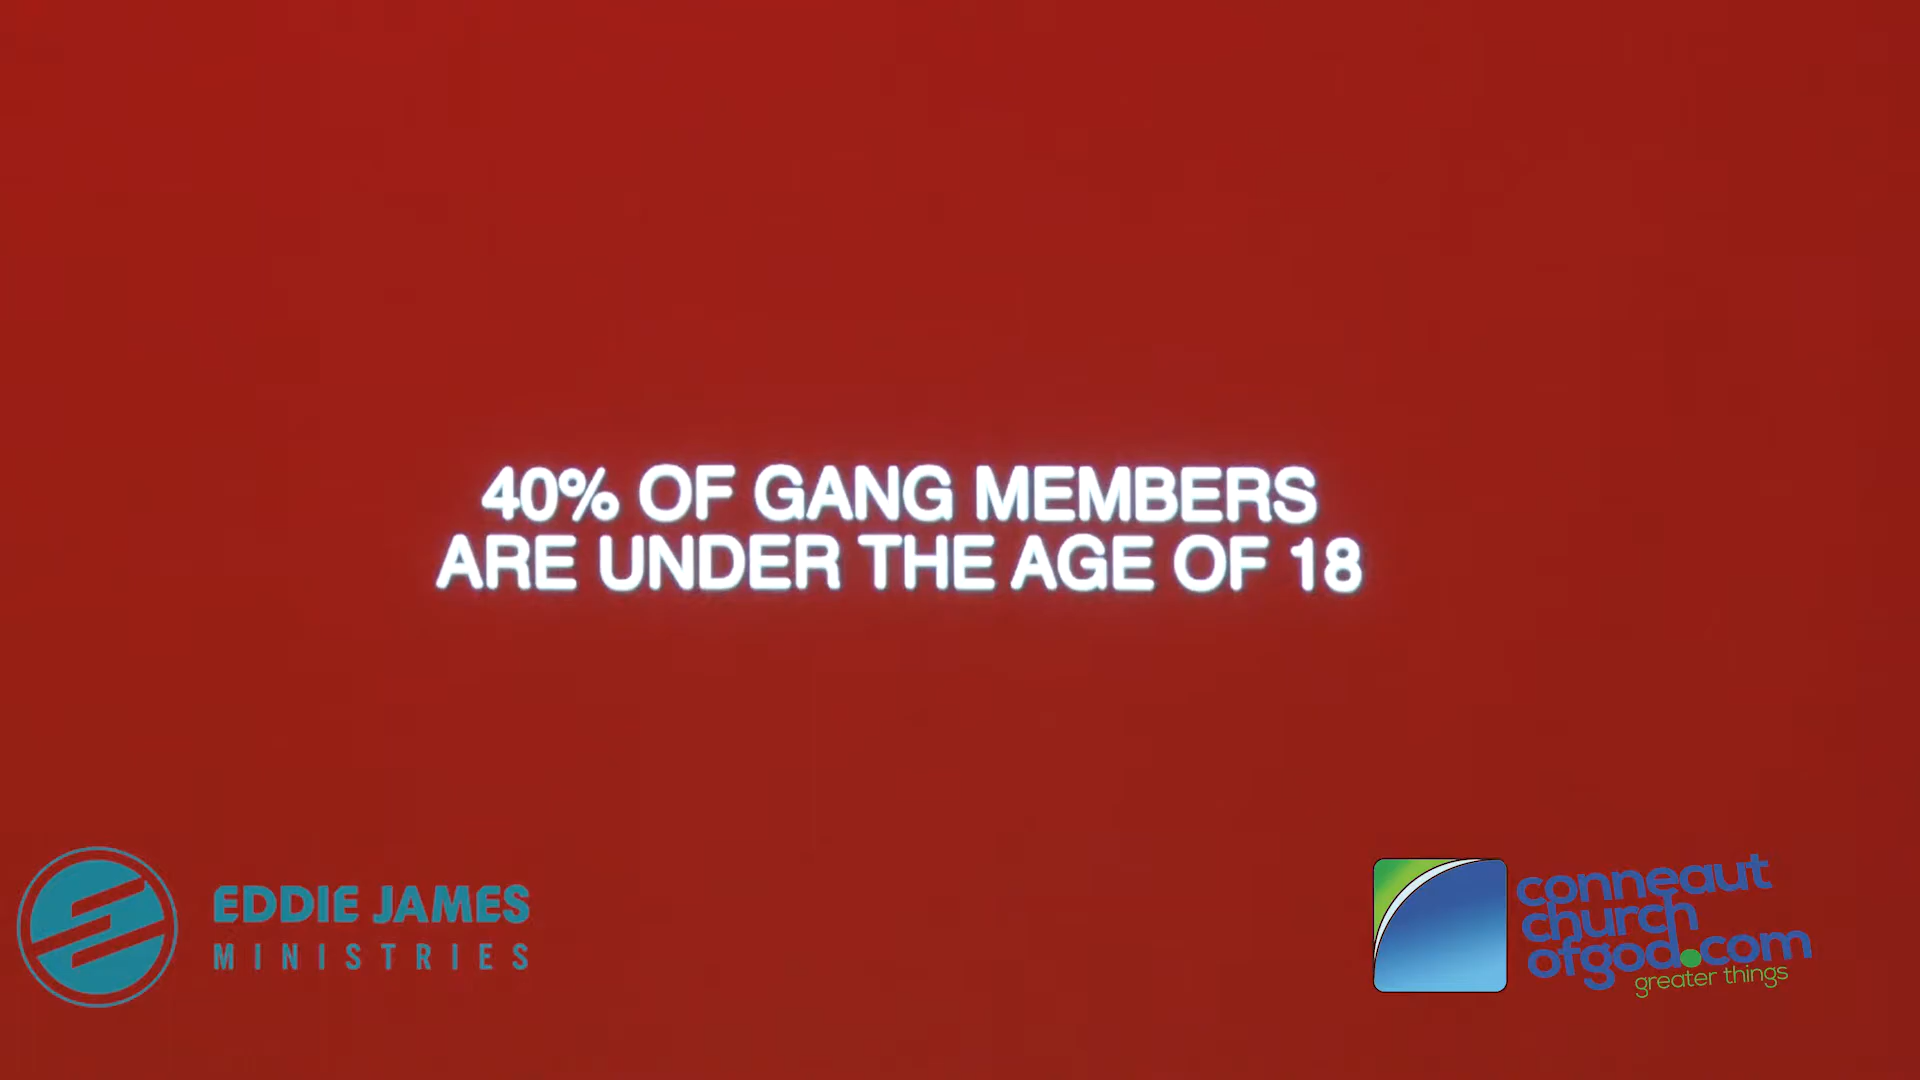 40% OF GANG MEMBERS
ARE UNDER THE AGE OF 18
EDDIE JAMES
MINISTRIES
conneaut
church
ofgod.com
greater things